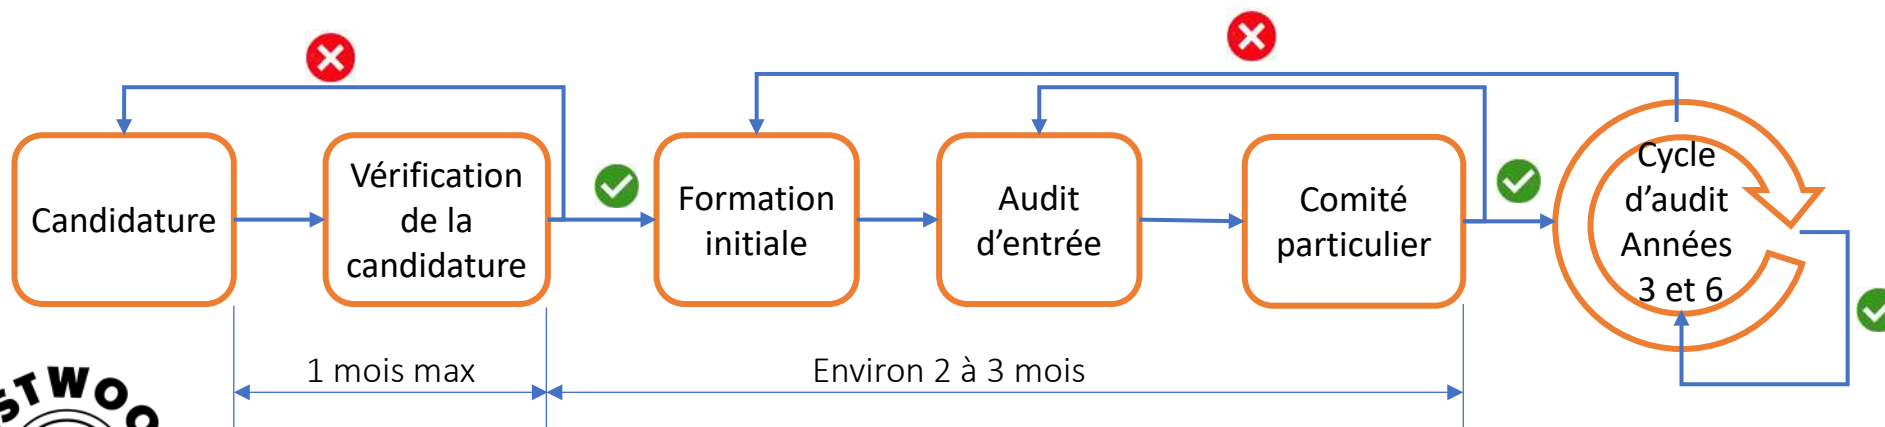 Candidature
Vérification
de la
candidature
Formation
initiale
Audit
d’entrée
Comité
particulier
Cycle
d’audit
Années
3 et 6
1 mois max
Environ 2 à 3 mois
STWOO